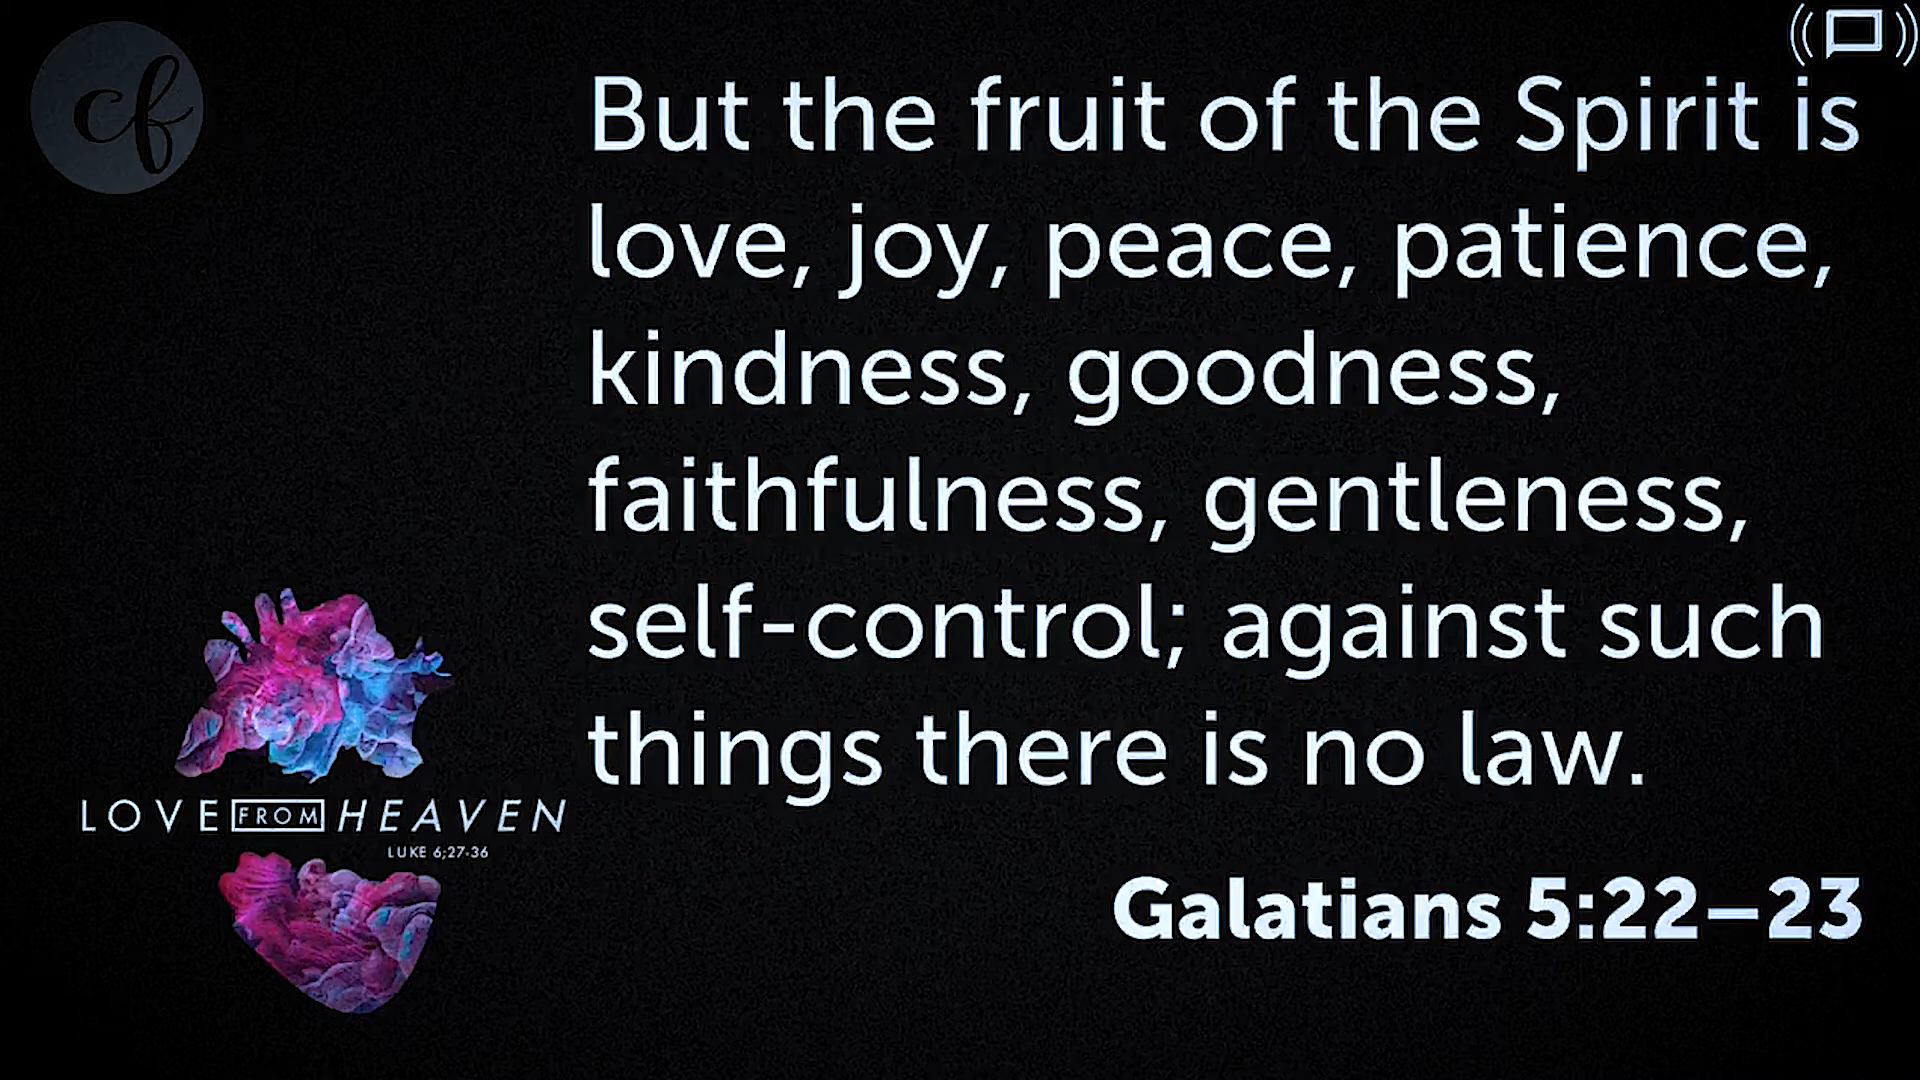 cf
But the fruit of the Spirit is
love, joy, peace, patience,
kindness, goodness,
faithfulness, gentleness,
self-control; against such
things there is no law.
Galatians 5:22–23
LOVE FROM HEAVEN
LUKE 6;27-36